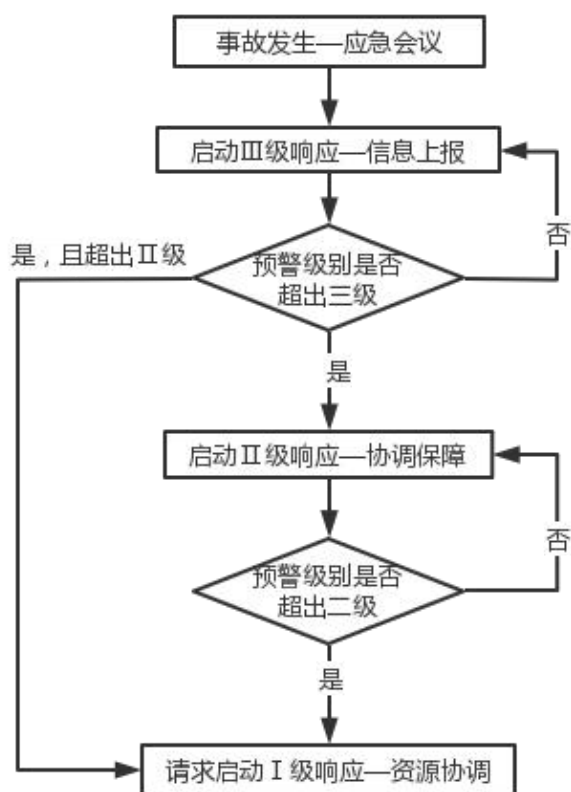 事故发生—应急会议
启动Ⅲ级响应—信息上报
否
是，且超出Ⅱ级
预警级别是否
超出三级
是
启动Ⅱ级响应—协调保障
否
预警级别是否
超出二级
是
请求启动Ⅰ级响应—资源协调